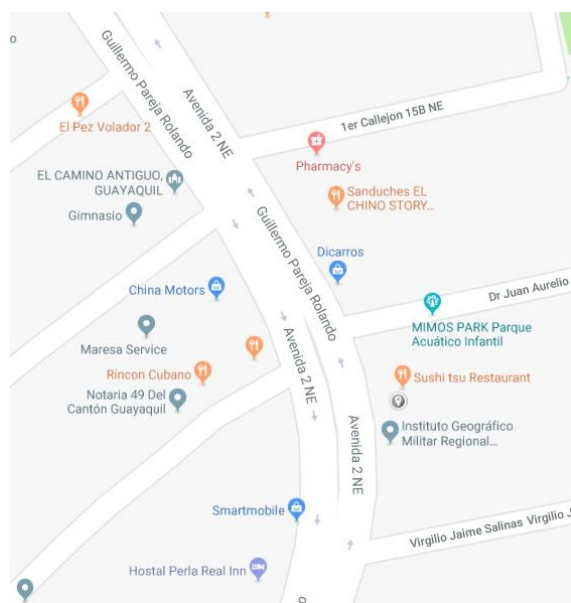 Guillermo Pareja Rolando
Avenida 2 NE
1er Callejon 15B NE
El Pez Volador 2
Pharmacy's
EL CAMINO ANTIGUO,
GUAYAQUIL
Sanduches EL
CHINO STORY...
Gimnasio
Guillermo Pareja Rolando
Dicarros
China Motors
Dr Juan Aurelio
MIMOS PARK Parque
Acuático Infantil
Maresa Service
Avenida 2 NE
Rincon Cubano
Sushi tsu Restaurant
Notaria 49 Del
Cantón Guayaquil
Instituto Geográfico
Militar Regional...
Avenida 2 NE
Smartmobile
Virgilio Jaime Salinas Virgilio J
Hostal Perla Real Inn